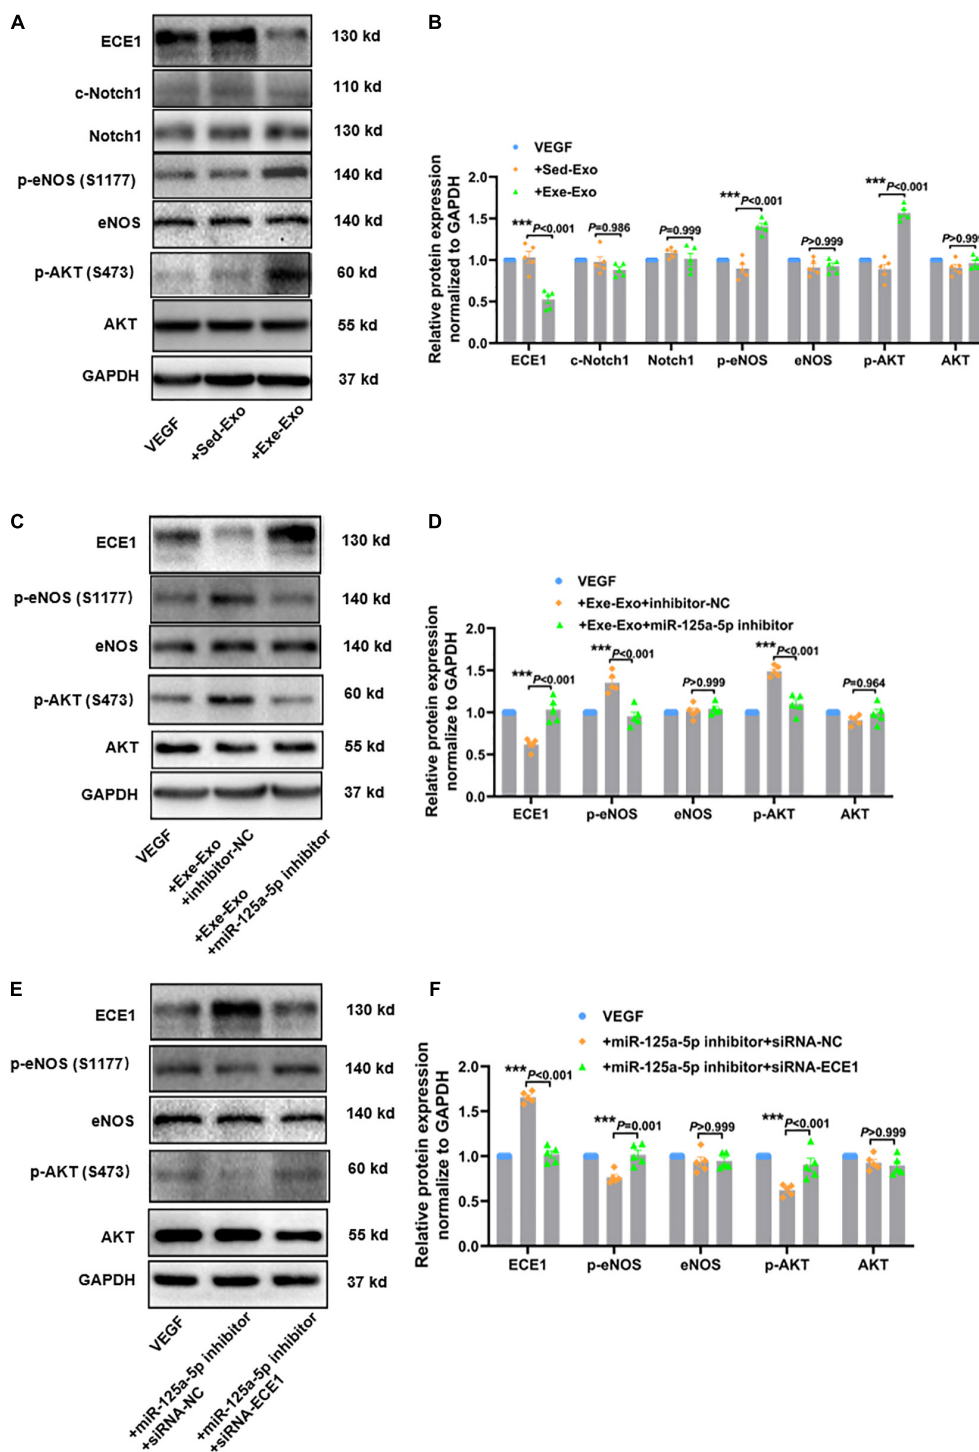 A
ECE1
130 kd
c-Notch1
110 kd
Notch1
130 kd
p-eNOS (S1177)
140 kd
eNOS
140 kd
p-AKT (S473)
60 kd
AKT
55 kd
GAPDH
37 kd
VEGF
+Sed-Exo
+Exe-Exo
B
VEGF
+Sed-Exo
+Exe-Exo
Relative protein expression
normalized to GAPDH
2.0
1.5
1.0
0.5
0.0
*** P<0.001
P=0.986
P=0.999
*** P<0.001
P>0.999
*** P<0.001
P>0.99
ECE1 c-Notch1 Notch1 p-eNOS eNOS p-AKT AKT
C
ECE1
130 kd
p-eNOS (S1177)
140 kd
eNOS
140 kd
p-AKT (S473)
60 kd
AKT
55 kd
GAPDH
37 kd
VEGF
+Exe-Exo
+inhibitor-NC
+Exe-Exo
+miR-125a-5p inhibitor
D
VEGF
+Exe-Exo+inhibitor-NC
+Exe-Exo+miR-125a-5p inhibitor
Relative protein expression
normalize to GAPDH
2.0
1.5
1.0
0.5
0.0
*** P<0.001
*** P<0.001
P>0.999
*** P<0.001
P=0.964
ECE1 p-eNOS eNOS p-AKT AKT
E
ECE1
130 kd
p-eNOS (S1177)
140 kd
eNOS
140 kd
p-AKT (S473)
60 kd
AKT
55 kd
GAPDH
37 kd
VEGF
+miR-125a-5p inhibitor
+siRNA-NC
+miR-125a-5p inhibitor
+siRNA-ECE1
F
VEGF
+miR-125a-5p inhibitor+siRNA-NC
+miR-125a-5p inhibitor+siRNA-ECE1
Relative protein expression
normalize to GAPDH
2.0
1.5
1.0
0.5
0.0
*** P<0.001
*** P=0.001
P>0.999
*** P<0.001
P>0.999
ECE1 p-eNOS eNOS p-AKT AKT